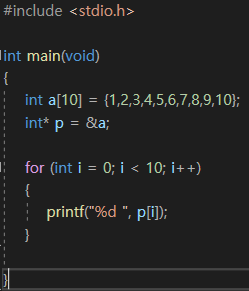 #include <stdio.h>
int main(void)
{
int a[10] = {1,2,3,4,5,6,7,8,9,10};
int* p = &a;
for (int i = 0; i < 10; i++)
{
printf("%d ", p[i]);
}
}